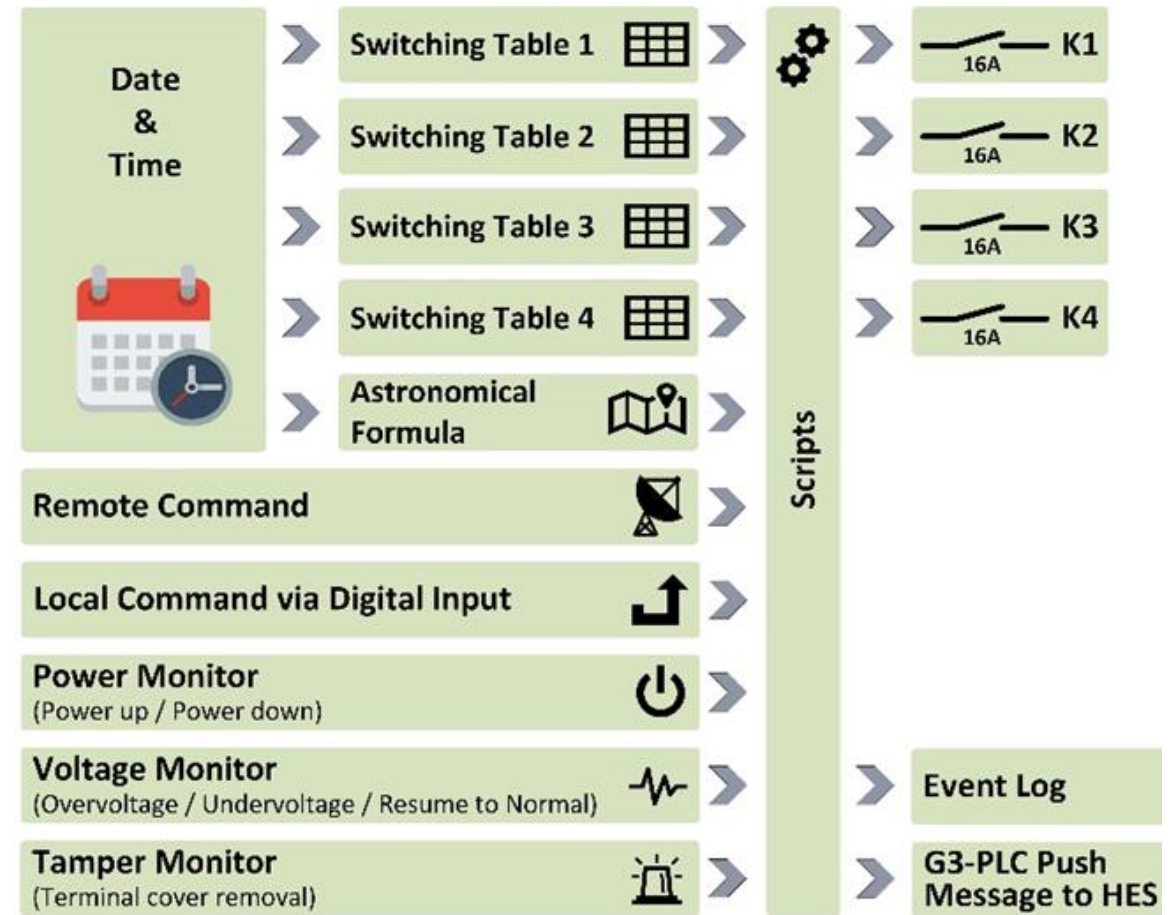 Date
&
Time
Switching Table 1
Switching Table 2
Switching Table 3
Switching Table 4
Astronomical
Formula
Remote Command
Local Command via Digital Input
Power Monitor
(Power up / Power down)
Voltage Monitor
(Overvoltage / Undervoltage / Resume to Normal)
Tamper Monitor
(Terminal cover removal)
Scripts
K1
16A
K2
16A
K3
16A
K4
16A
Event Log
G3-PLC Push
Message to HES